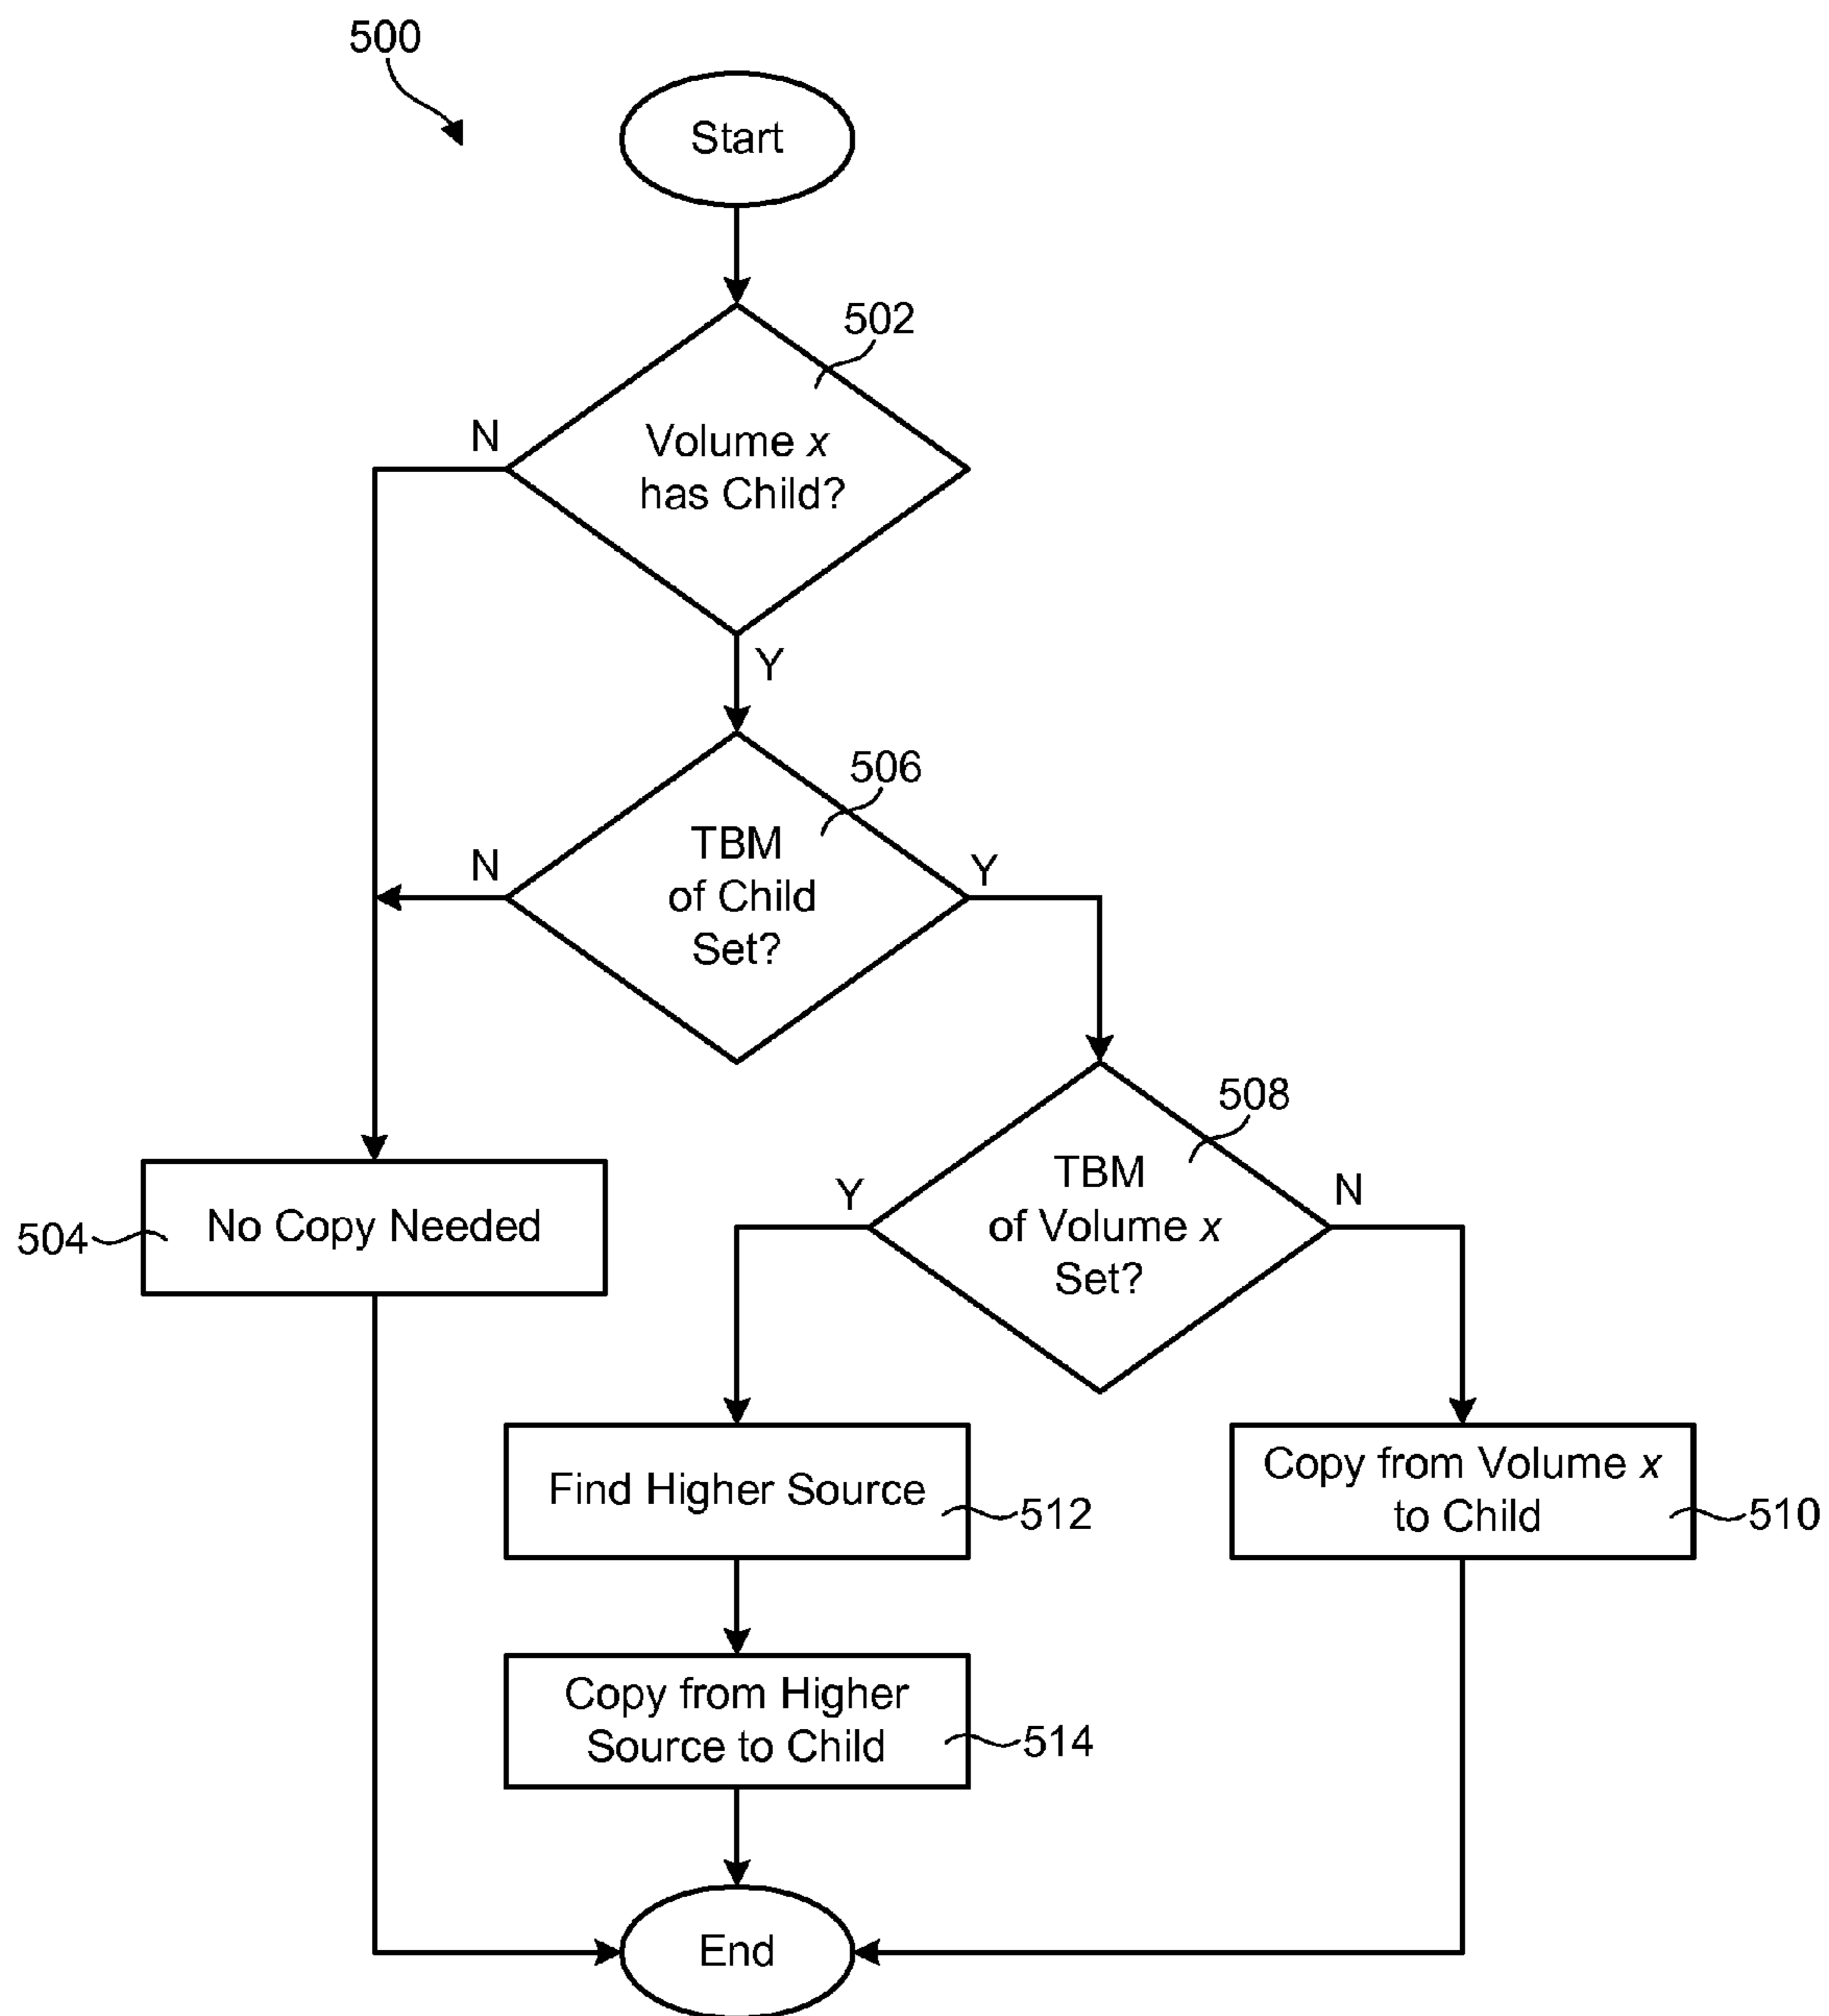 500
Start
502
Volume x
has Child?
N
Y
506
TBM
of Child
Set?
N
Y
508
TBM
of Volume x
Set?
Y
N
504
No Copy Needed
Find Higher Source
512
Copy from Volume x
to Child
510
Copy from Higher
Source to Child
514
End